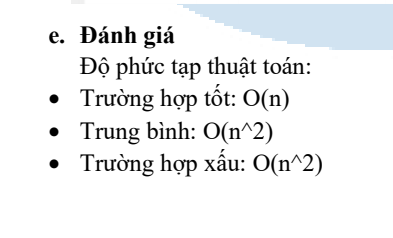 e. Đánh giá
Độ phức tạp thuật toán:
• Trường hợp tốt: O(n)
• Trung bình: O(n^2)
• Trường hợp xấu: O(n^2)